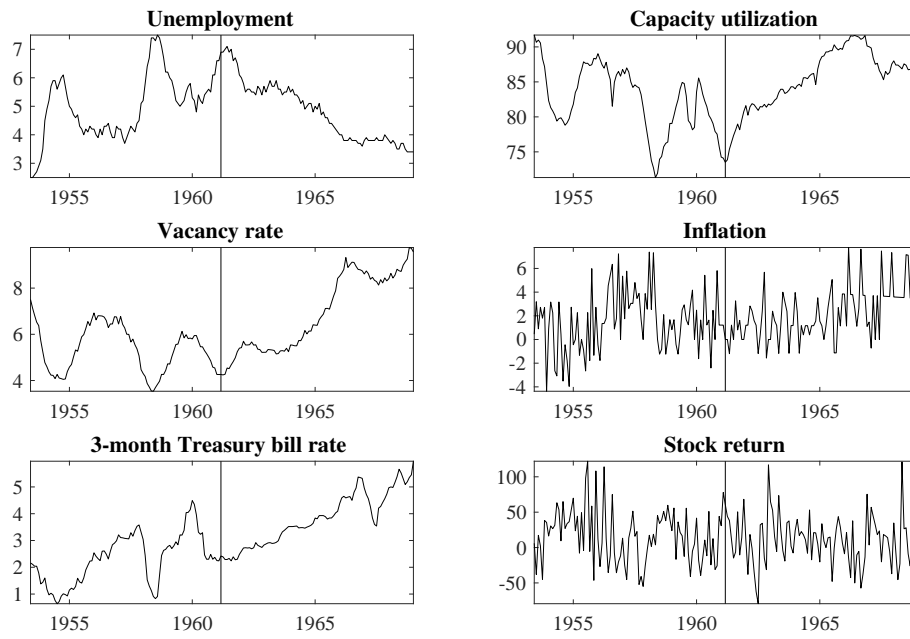 Unemployment
7
6
5
4
3
1955 1960 1965
Capacity utilization
90
85
80
75
1955 1960 1965
Vacancy rate
8
6
4
1955 1960 1965
Inflation
6
4
2
0
-2
-4
1955 1960 1965
3-month Treasury bill rate
5
4
3
2
1
1955 1960 1965
Stock return
100
50
0
-50
1955 1960 1965